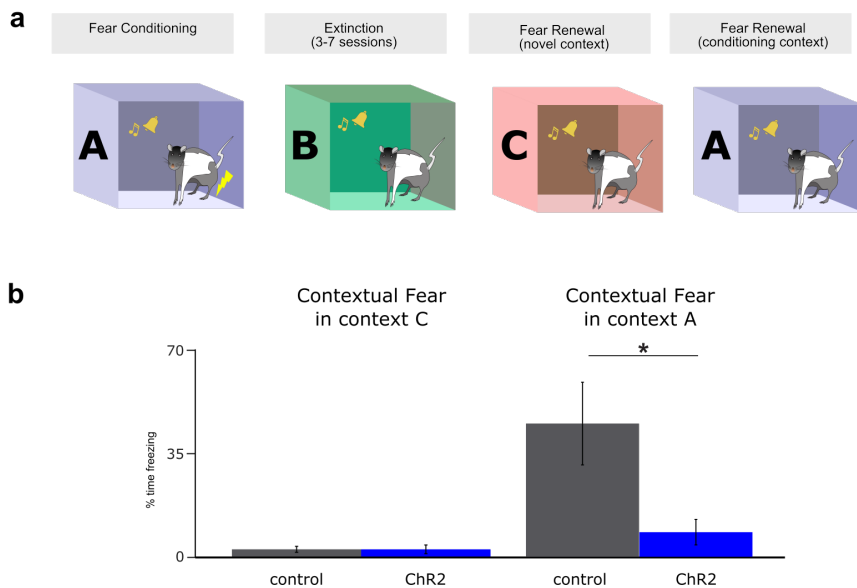 a
Fear Conditioning
Extinction
(3-7 sessions)
Fear Renewal
(novel context)
Fear Renewal
(conditioning context)
A
B
C
A
b
Contextual Fear
in context C
Contextual Fear
in context A
*
% time freezing
70
35
0
control
ChR2
control
ChR2